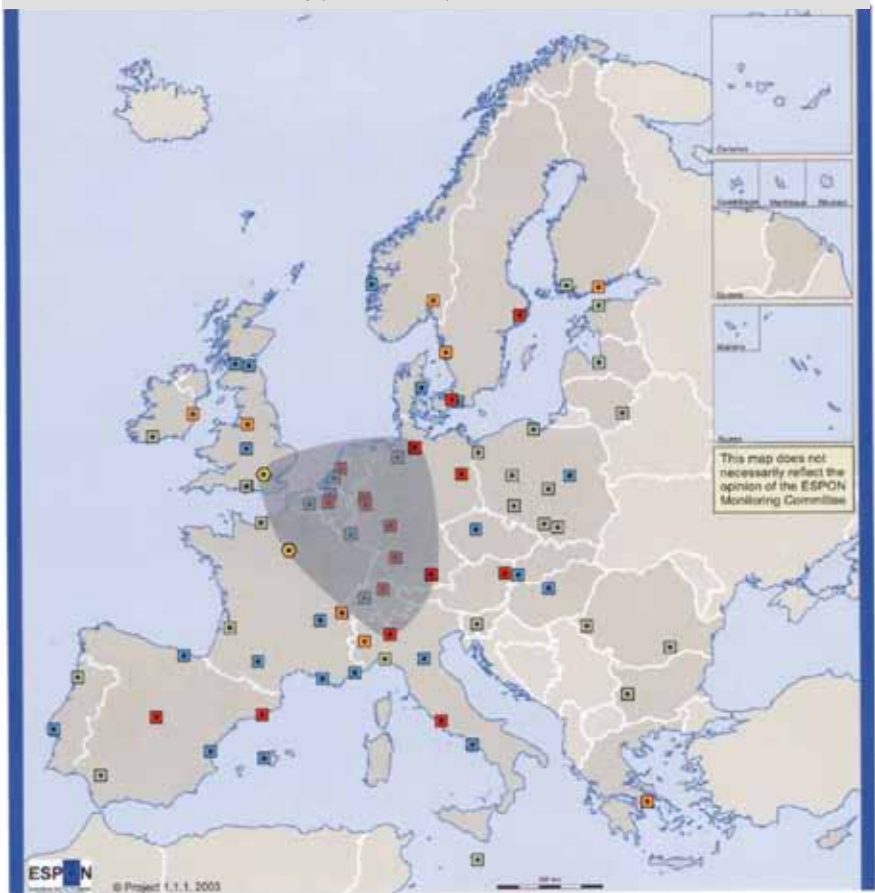 Canarias
Guadeloupe Martinique Réunion
Guyane
Madeira
This map does not
necessarily reflect the
opinion of the ESPON
Monitoring Committee
ESPON
© Project 1.1.1, 2003